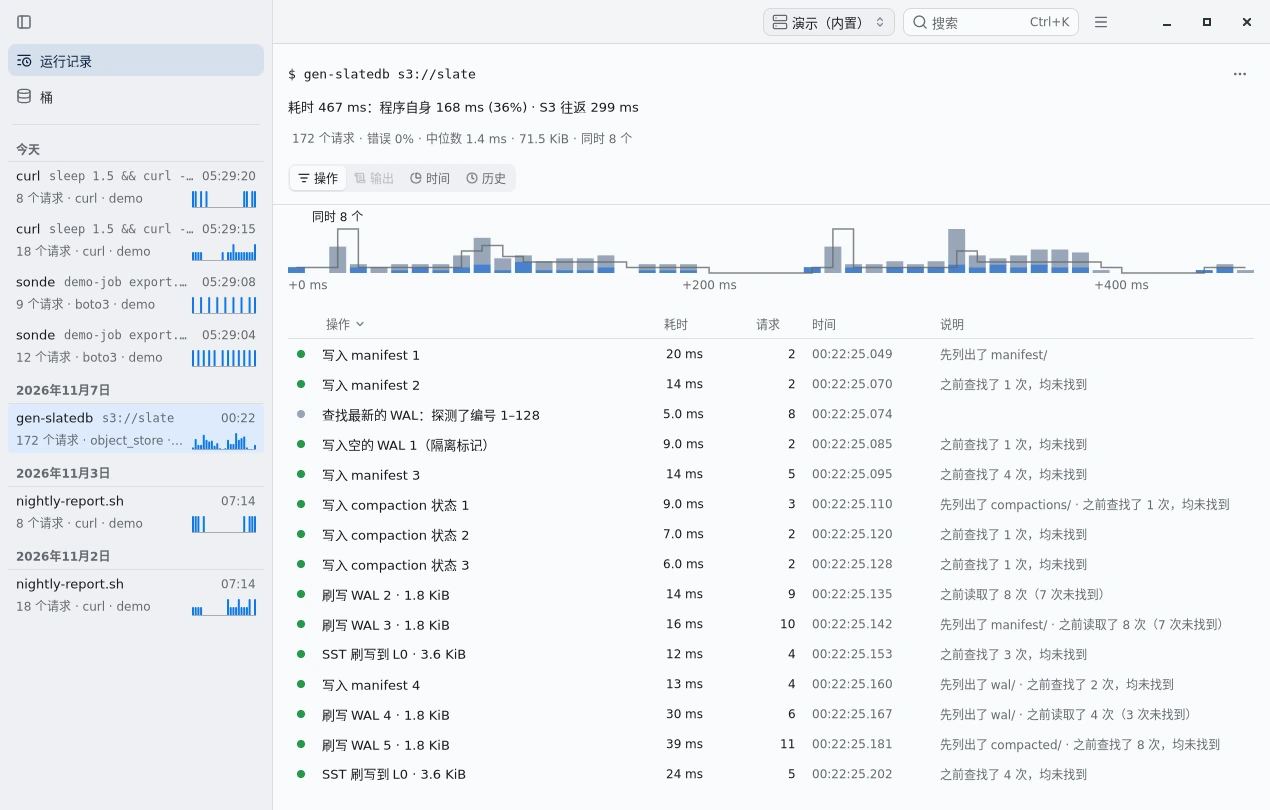 演示（内置）
搜索 Ctrl+K
运行记录
桶
今天
curl sleep 1.5 && curl -… 05:29:20
8 个请求 · curl · demo
curl sleep 1.5 && curl -… 05:29:15
18 个请求 · curl · demo
sonde demo-job export.… 05:29:08
9 个请求 · boto3 · demo
sonde demo-job export.… 05:29:04
12 个请求 · boto3 · demo
2026年11月7日
gen-slatedb s3://slate 00:22
172 个请求 · object_store ·…
2026年11月3日
nightly-report.sh 07:14
8 个请求 · curl · demo
2026年11月2日
nightly-report.sh 07:14
18 个请求 · curl · demo
$ gen-slatedb s3://slate
耗时 467 ms：程序自身 168 ms (36%) · S3 往返 299 ms
172 个请求 · 错误 0% · 中位数 1.4 ms · 71.5 KiB · 同时 8 个
操作 输出 时间 历史
同时 8 个
+0 ms +200 ms +400 ms
操作 耗时 请求 时间 说明
写入 manifest 1 20 ms 2 00:22:25.049 先列出了 manifest/
写入 manifest 2 14 ms 2 00:22:25.070 之前查找了 1 次，均未找到
查找最新的 WAL：探测了编号 1–128 5.0 ms 8 00:22:25.074
写入空的 WAL 1（隔离标记） 9.0 ms 2 00:22:25.085 之前查找了 1 次，均未找到
写入 manifest 3 14 ms 5 00:22:25.095 之前查找了 4 次，均未找到
写入 compaction 状态 1 9.0 ms 3 00:22:25.110 先列出了 compactions/ · 之前查找了 1 次，均未找到
写入 compaction 状态 2 7.0 ms 2 00:22:25.120 之前查找了 1 次，均未找到
写入 compaction 状态 3 6.0 ms 2 00:22:25.128 之前查找了 1 次，均未找到
刷写 WAL 2 · 1.8 KiB 14 ms 9 00:22:25.135 之前读取了 8 次（7 次未找到）
刷写 WAL 3 · 1.8 KiB 16 ms 10 00:22:25.142 先列出了 manifest/ · 之前读取了 8 次（7 次未找到）
SST 刷写到 L0 · 3.6 KiB 12 ms 4 00:22:25.153 之前查找了 3 次，均未找到
写入 manifest 4 13 ms 4 00:22:25.160 先列出了 wal/ · 之前查找了 2 次，均未找到
刷写 WAL 4 · 1.8 KiB 30 ms 6 00:22:25.167 先列出了 wal/ · 之前读取了 4 次（3 次未找到）
刷写 WAL 5 · 1.8 KiB 39 ms 11 00:22:25.181 先列出了 compacted/ · 之前查找了 8 次，均未找到
SST 刷写到 L0 · 3.6 KiB 24 ms 5 00:22:25.202 之前查找了 4 次，均未找到